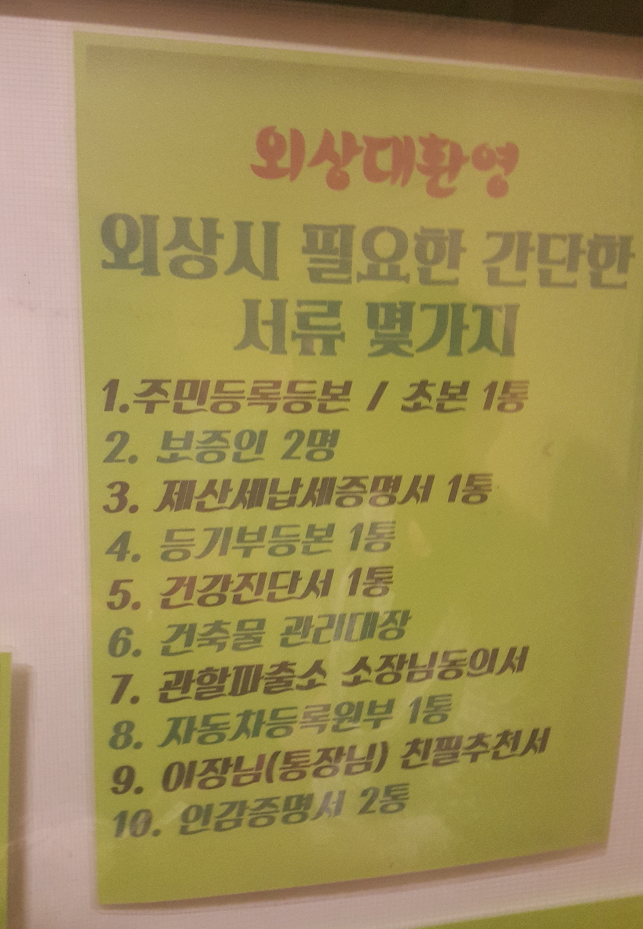 외상대환영
외상시 필요한 간단한
서류 몇가지
1.주민등록등본 / 초본 1통
2. 보증인 2명
3. 제산세납세증명서 1통
4. 등기부등본 1통
5. 건강진단서 1통
6. 건축물 관리대장
7. 관할파출소 소장님동의서
8. 자동차등록원부 1통
9. 이장님(통장님) 친필추천서
10. 인감증명서 2통